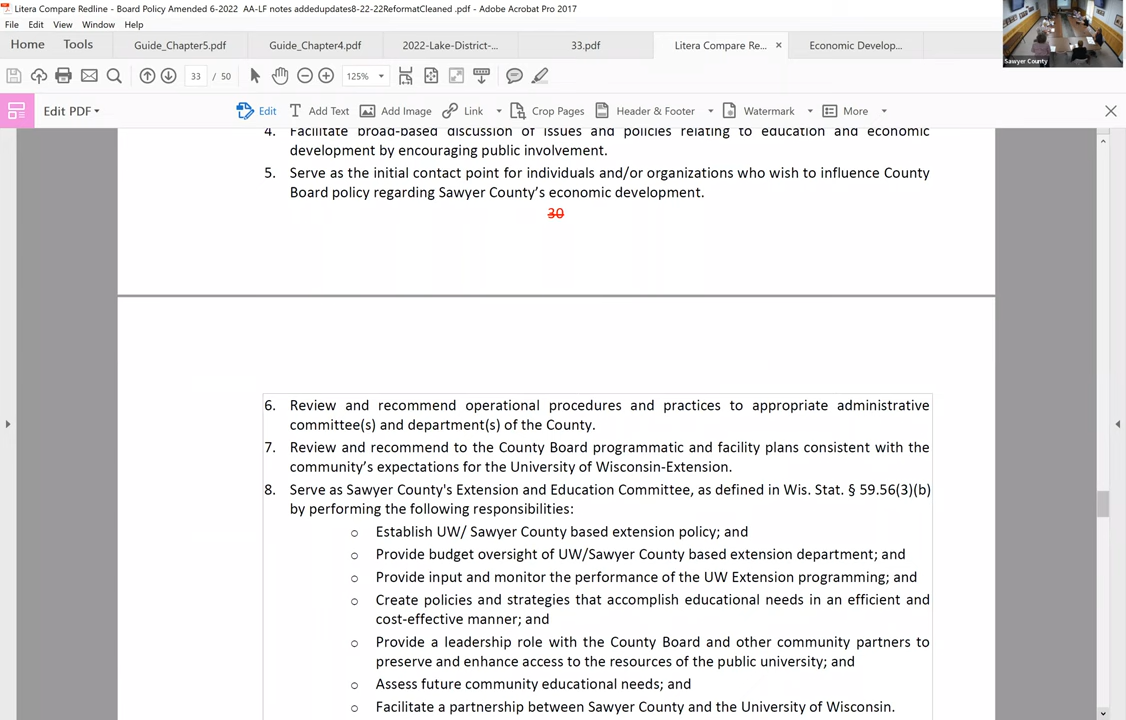 Litera Compare Redline - Board Policy Amended 6-2022 AA-LF notes addedupdates8-22-22ReformatCleaned .pdf - Adobe Acrobat Pro 2017
File Edit View Window Help
Home Tools Guide_Chapter5.pdf Guide_Chapter4.pdf 2022-Lake-District-... 33.pdf Litera Compare Re... × Economic Develop...
Sawyer County
33 / 50 125%
Edit PDF Edit Add Text Add Image Link Crop Pages Header & Footer Watermark More
4. Facilitate broad-based discussion of issues and policies relating to education and economic
development by encouraging public involvement.
5. Serve as the initial contact point for individuals and/or organizations who wish to influence County
Board policy regarding Sawyer County’s economic development.
30
6. Review and recommend operational procedures and practices to appropriate administrative
committee(s) and department(s) of the County.
7. Review and recommend to the County Board programmatic and facility plans consistent with the
community’s expectations for the University of Wisconsin-Extension.
8. Serve as Sawyer County's Extension and Education Committee, as defined in Wis. Stat. § 59.56(3)(b)
by performing the following responsibilities:
o Establish UW/ Sawyer County based extension policy; and
o Provide budget oversight of UW/Sawyer County based extension department; and
o Provide input and monitor the performance of the UW Extension programming; and
o Create policies and strategies that accomplish educational needs in an efficient and
cost-effective manner; and
o Provide a leadership role with the County Board and other community partners to
preserve and enhance access to the resources of the public university; and
o Assess future community educational needs; and
o Facilitate a partnership between Sawyer County and the University of Wisconsin.